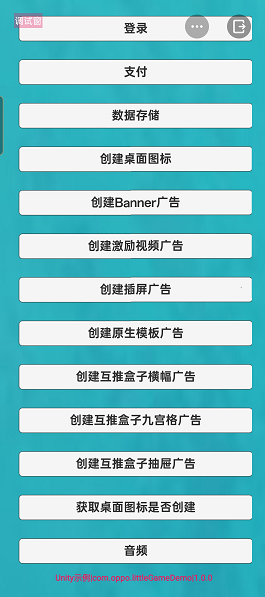 调试窗
登录
支付
数据存储
创建桌面图标
创建Banner广告
创建激励视频广告
创建插屏广告
创建原生模板广告
创建互推盒子横幅广告
创建互推盒子九宫格广告
创建互推盒子抽屉广告
获取桌面图标是否创建
音频
Unity示例|com.oppo.littleGameDemo|1.0.0